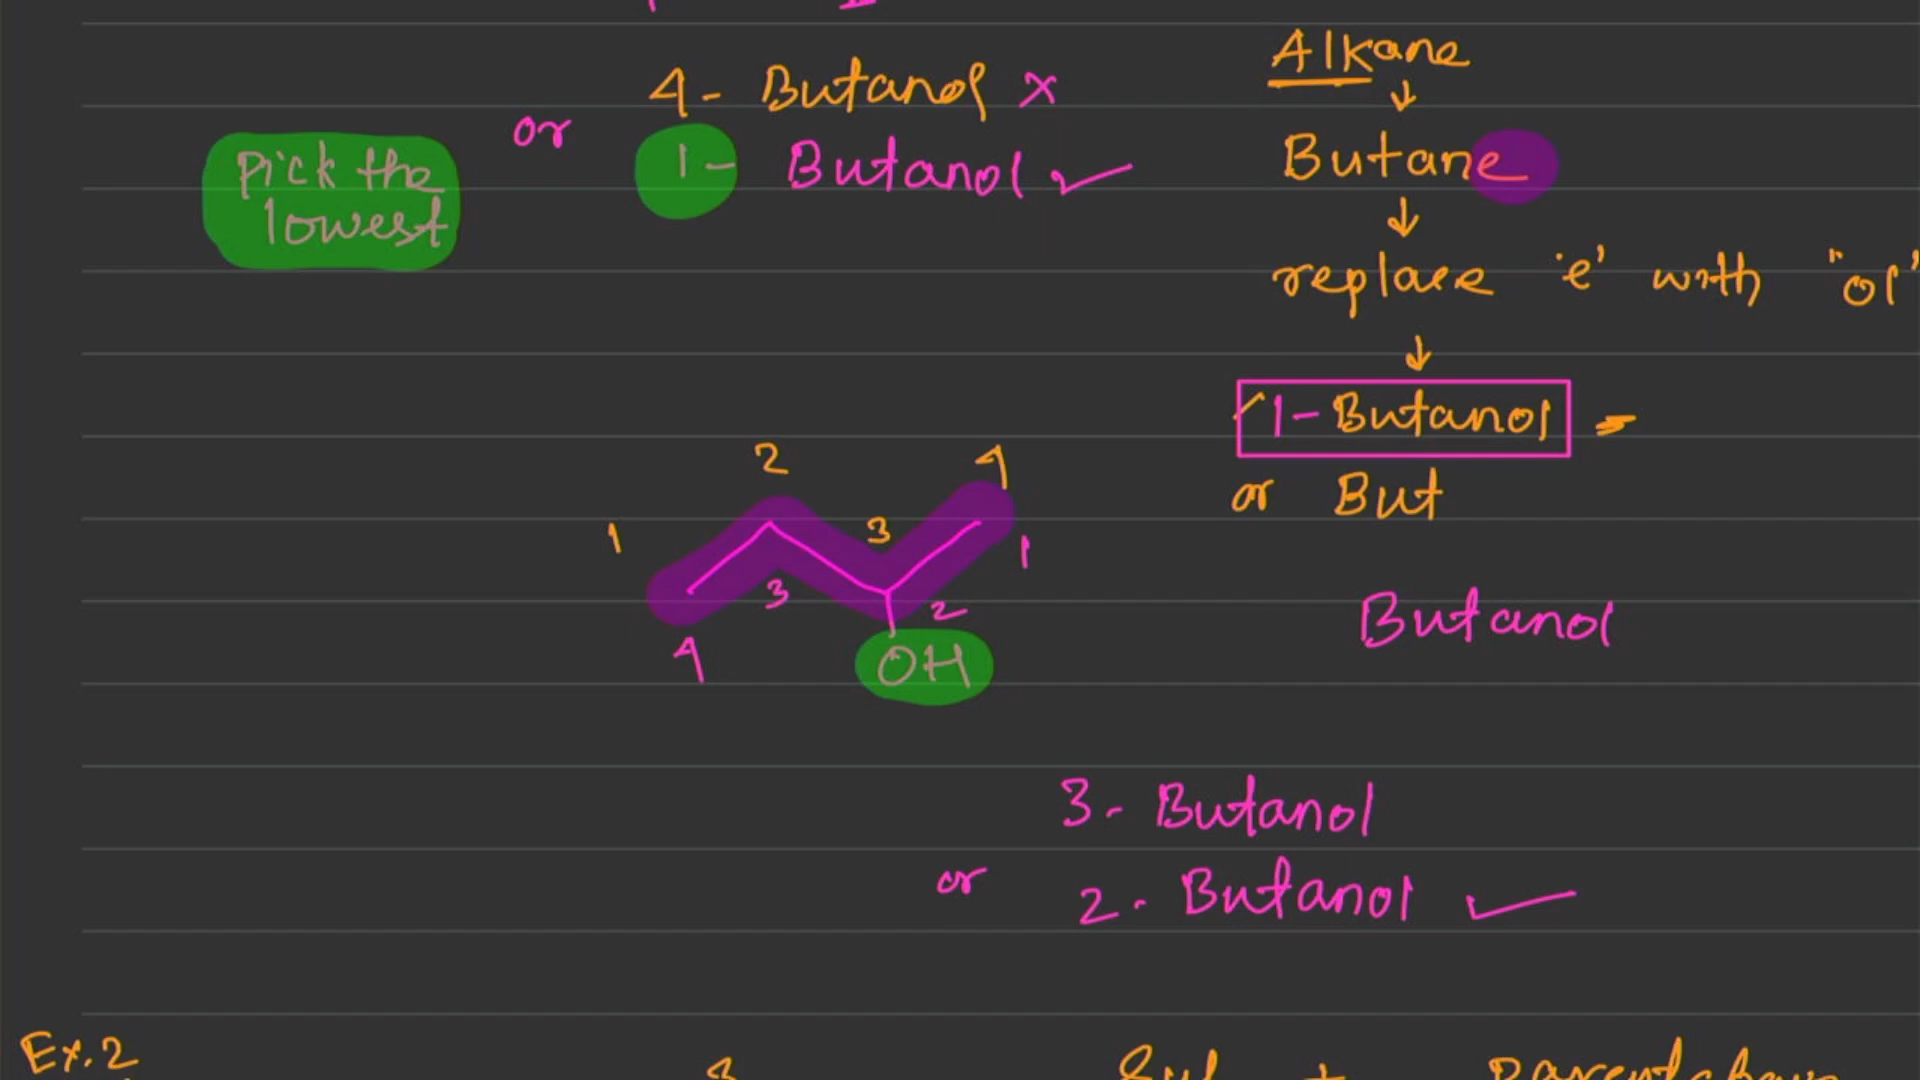 4- Butanol x
or
1- Butanol ✓
Pick the
lowest
Alkane
↓
Butane
↓
replace 'e' with "ol"
↓
✓1-Butanol
or But
Butanol
2
4
1
3
3
1
2
4
OH
3- Butanol
or
2- Butanol ✓
Ex.2